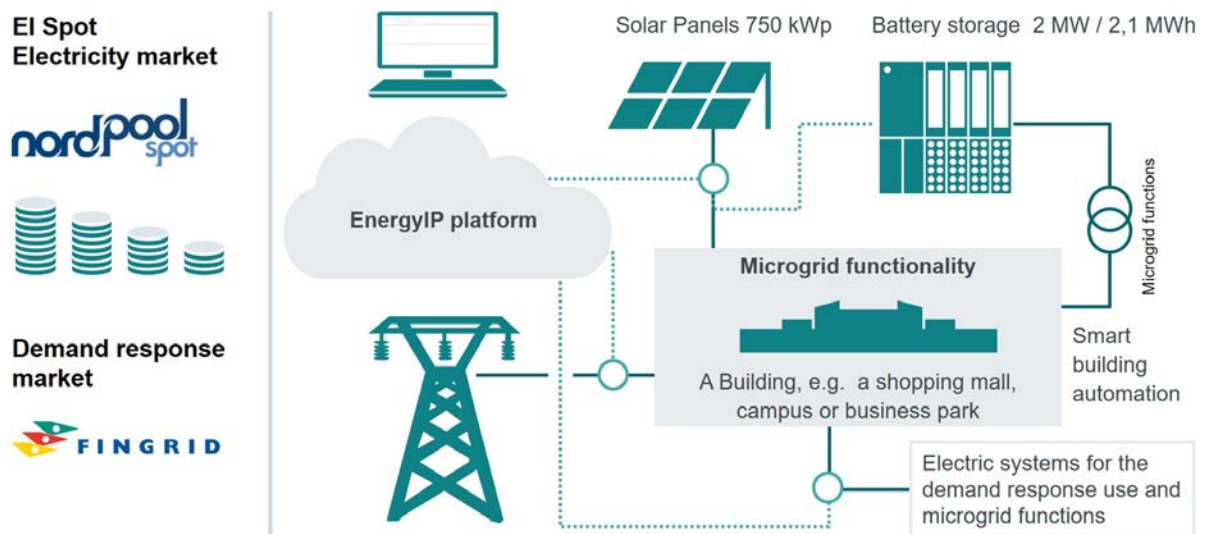 El Spot
Electricity market
nordpool
spot
Demand response
market
FINGRID
Solar Panels 750 kWp
Battery storage 2 MW / 2,1 MWh
EnergyIP platform
Microgrid functions
Microgrid functionality
A Building, e.g. a shopping mall,
campus or business park
Smart
building
automation
Electric systems for the
demand response use and
microgrid functions